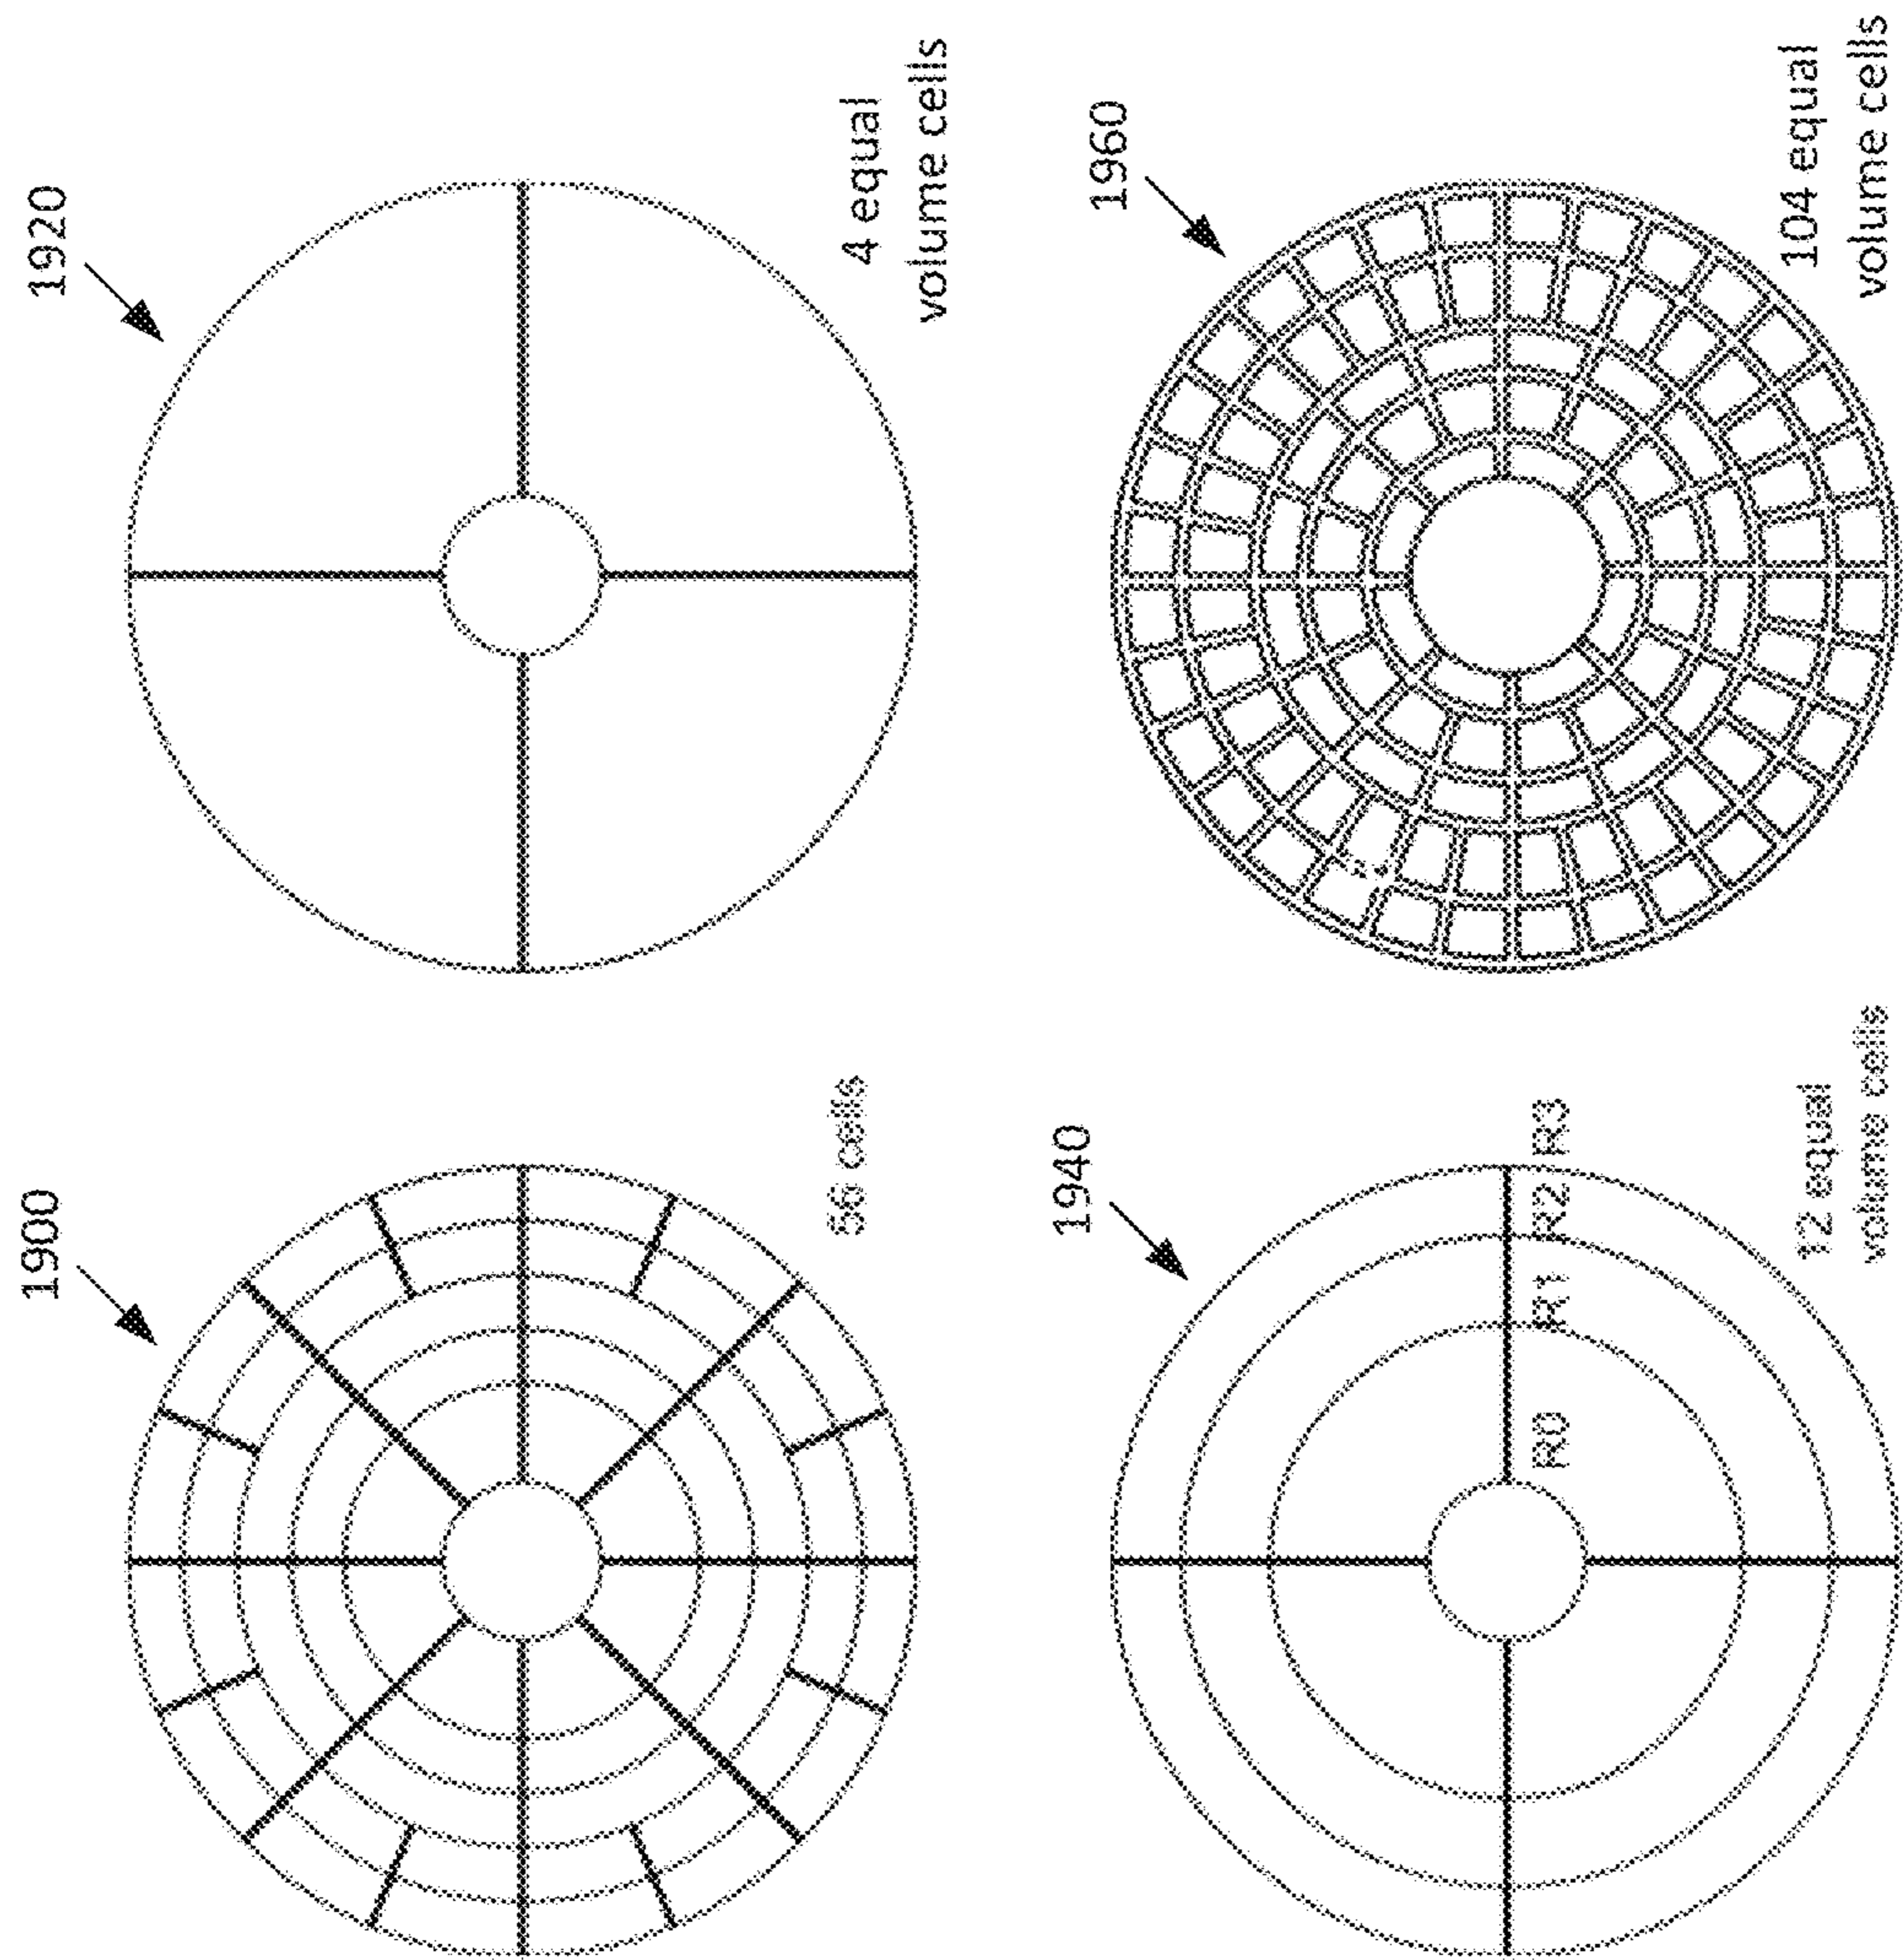 1900
56 cells
1920
4 equal
volume cells
1940
R0 R1 R2 R3
12 equal
volume cells
1960
104 equal
volume cells